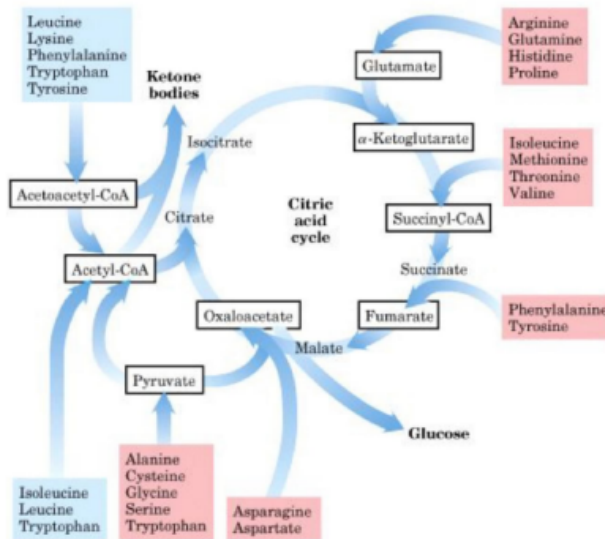 Leucine
Lysine
Phenylalanine
Tryptophan
Tyrosine
Ketone
bodies
Arginine
Glutamine
Histidine
Proline
Glutamate
Isocitrate
α-Ketoglutarate
Isoleucine
Methionine
Threonine
Valine
Acetoacetyl-CoA
Citrate
Citric
acid
cycle
Succinyl-CoA
Acetyl-CoA
Succinate
Oxaloacetate
Fumarate
Phenylalanine
Tyrosine
Malate
Pyruvate
Glucose
Isoleucine
Leucine
Tryptophan
Alanine
Cysteine
Glycine
Serine
Tryptophan
Asparagine
Aspartate